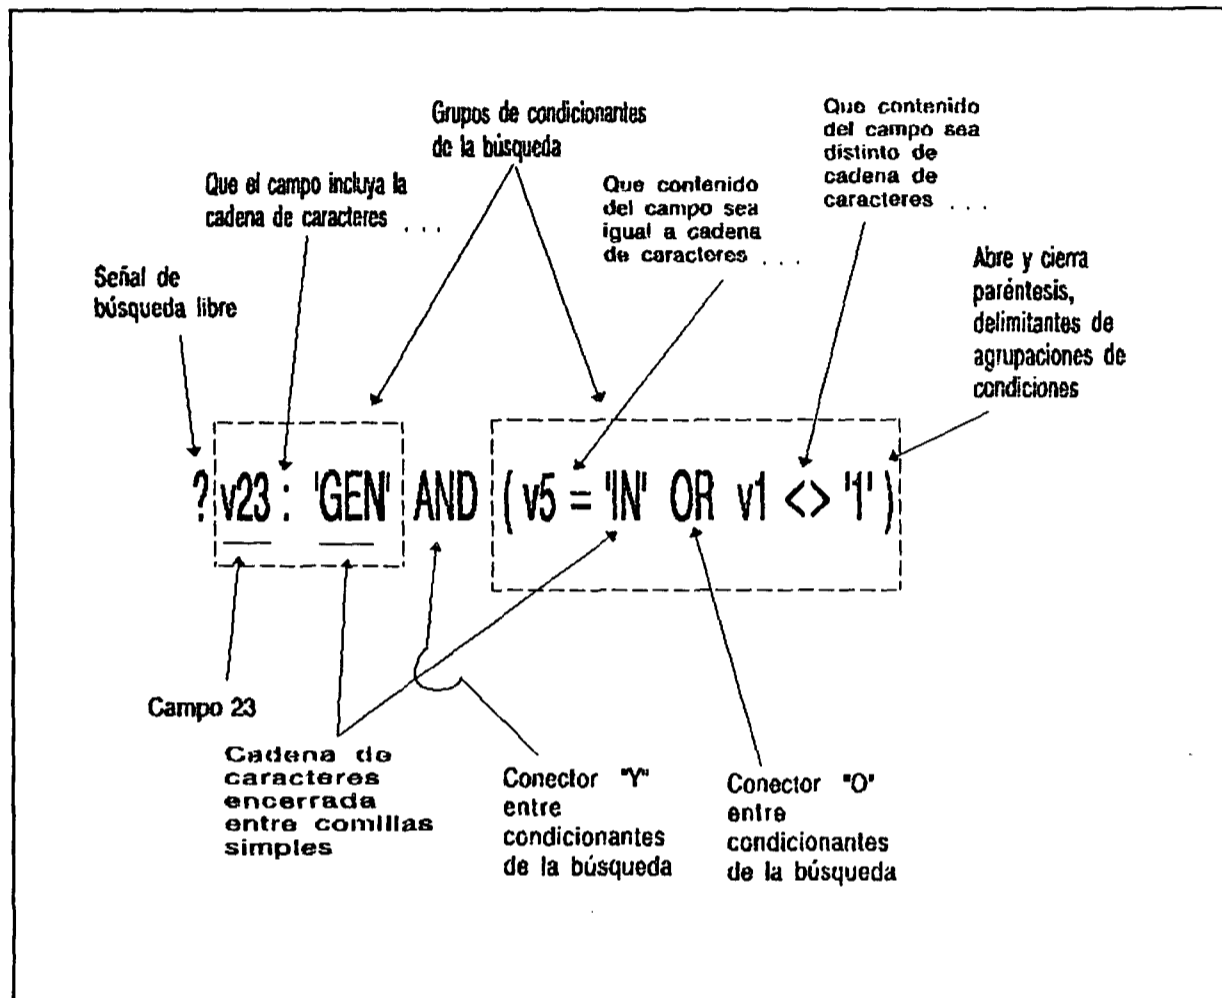 Grupos de condicionantes
de la búsqueda
Que contenido
del campo sea
distinto de
cadena de
caracteres . . .
Que el campo incluya la
cadena de caracteres . . .
Que contenido
del campo sea
igual a cadena
de caracteres . . .
Señal de
búsqueda libre
Abre y cierra
paréntesis,
delimitantes de
agrupaciones de
condiciones
? v23 : 'GEN' AND ( v5 = 'IN' OR v1 <> '1' )
Campo 23
Cadena de
caracteres
encerrada
entre comillas
simples
Conector "Y"
entre
condicionantes
de la búsqueda
Conector "O"
entre
condicionantes
de la búsqueda